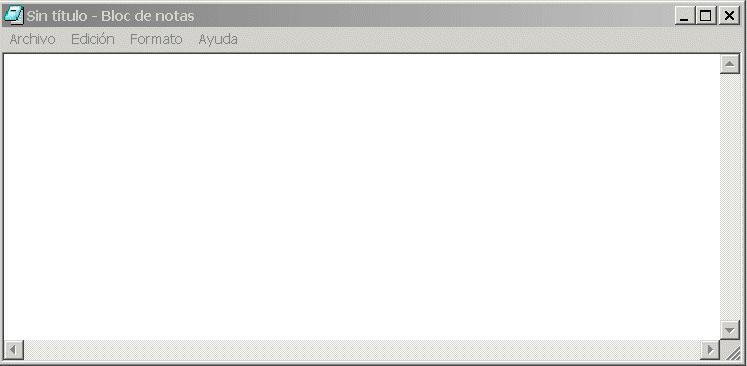 Sin título - Bloc de notas
Archivo Edición Formato Ayuda